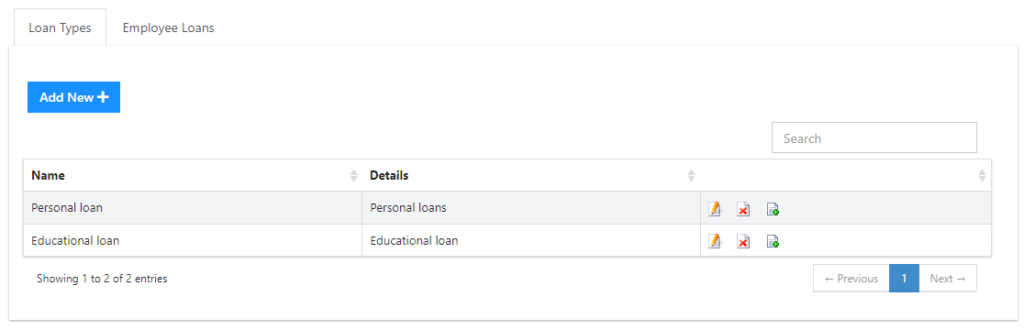 Loan Types Employee Loans
Add New +
Search
Name Details
Personal loan Personal loans
Educational loan Educational loan
Showing 1 to 2 of 2 entries ← Previous 1 Next →